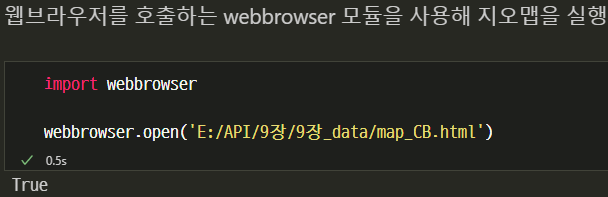 웹브라우저를 호출하는 webbrowser 모듈을 사용해 지오맵을 실행
import webbrowser
webbrowser.open('E:/API/9장/9장_data/map_CB.html')
✓ 0.5s
True